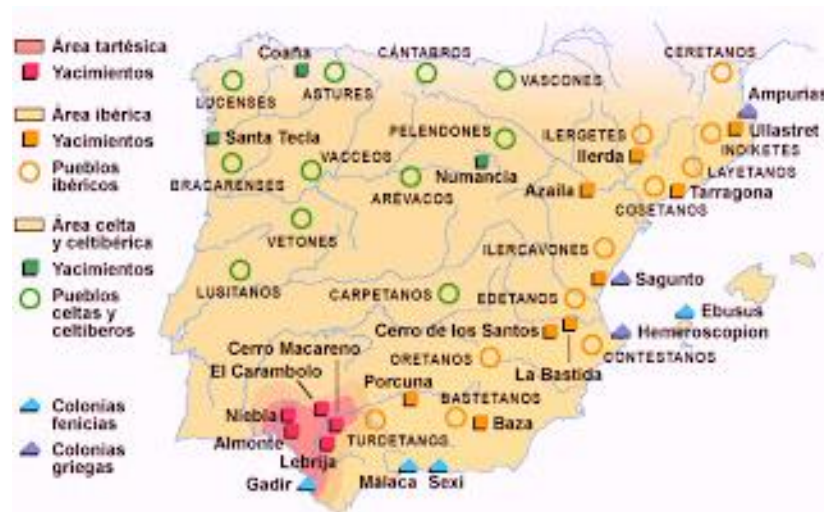 Área tartésica
Yacimientos
Área ibérica
Yacimientos
Pueblos
ibéricos
Área celta
y celtibérica
Yacimientos
Pueblos
celtas y
celtíberos
Colonias
fenicias
Colonias
griegas
Coaña
CÁNTABROS
CERETANOS
LUCENSES
ASTURES
VASCONES
Ampurias
Santa Tecla
PELENDONES
ILERGETES
Ullastret
Ilerda
INDIKETES
BRACARENSES
VACCEOS
Numancia
LAYETANOS
ARÉVACOS
Azaila
Tarragona
COSETANOS
VETONES
ILERCAVONES
LUSITANOS
CARPETANOS
Sagunto
EDETANOS
Ebusus
Cerro de los Santos
Hemeroscopion
Cerro Macareno
ORETANOS
CONTESTANOS
El Carambolo
La Bastida
Porcuna
BASTETANOS
Niebla
Baza
Almonte
TURDETANOS
Lebrija
Gadir
Málaca
Sexi